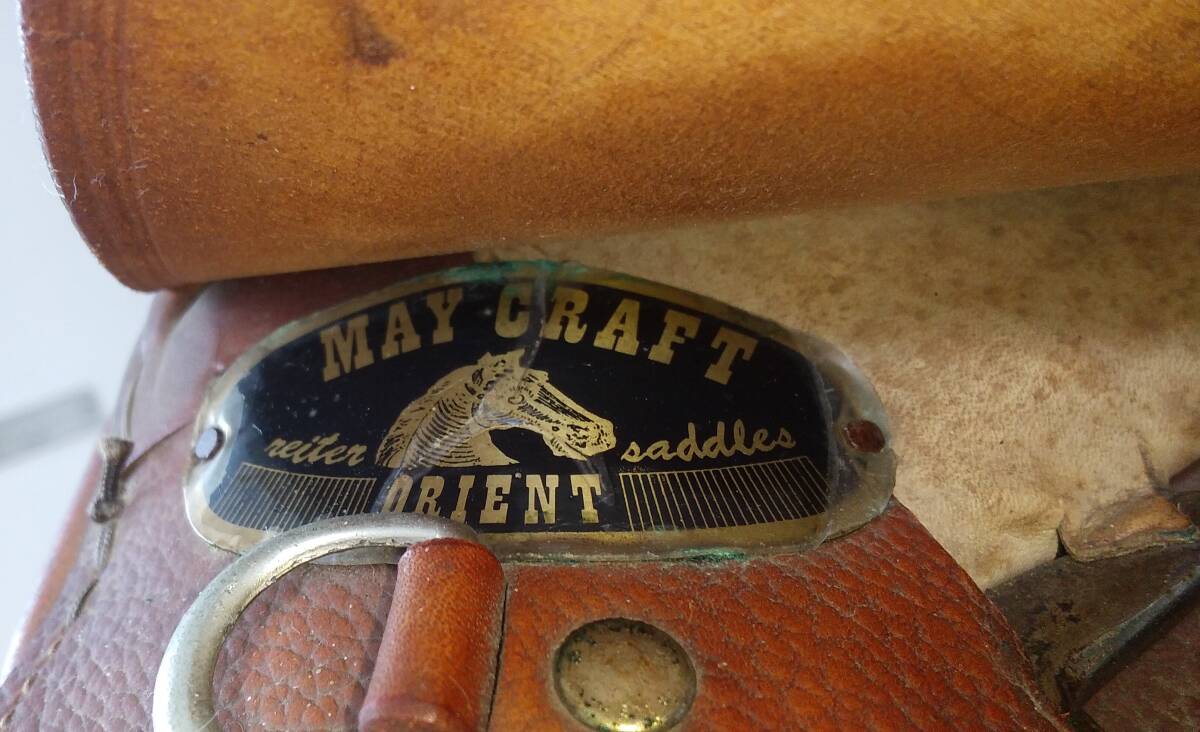 MAY CRAFT
reiter saddles
ORIENT